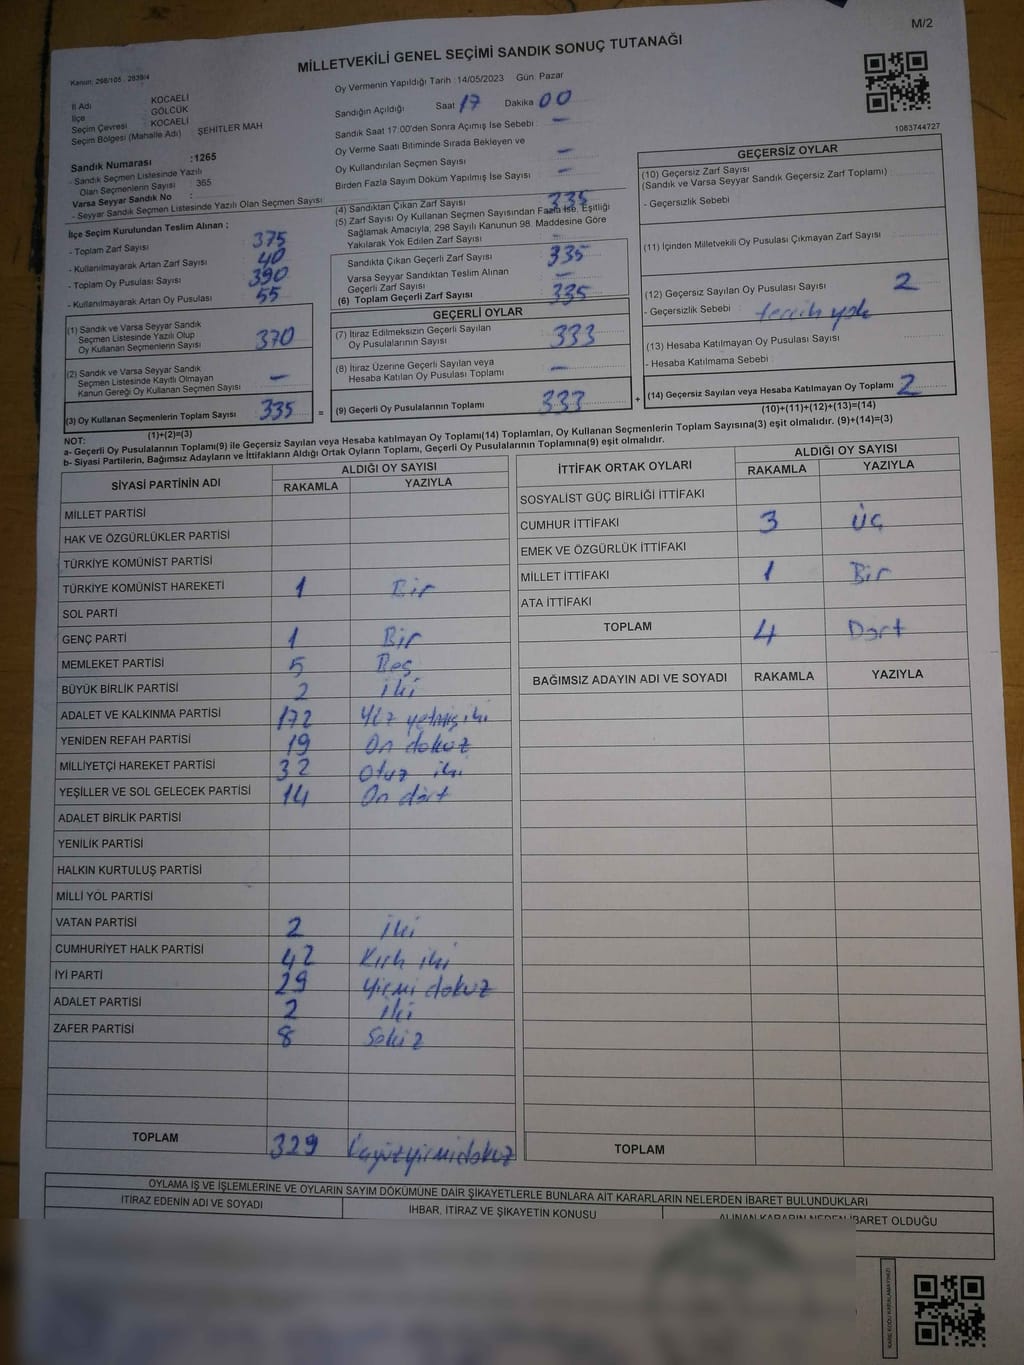 M/2
MİLLETVEKİLİ GENEL SEÇİMİ SANDIK SONUÇ TUTANAĞI
Kanun: 298/105 - 2839/4
Oy Vermenin Yapıldığı Tarih :14/05/2023 Gün: Pazar
İl Adı KOCAELİ
İlçe GÖLCÜK
Seçim Çevresi KOCAELİ
Seçim Bölgesi (Mahalle Adı) ŞEHİTLER MAH
Sandık Numarası :1265
- Sandık Seçmen Listesinde Yazılı
Olan Seçmenlerin Sayısı : 365
Varsa Seyyar Sandık No :
- Seyyar Sandık Seçmen Listesinde Yazılı Olan Seçmen Sayısı
Sandığın Açıldığı Saat 17 Dakika 00
Sandık Saat 17:00'den Sonra Açımış İse Sebebi —
Oy Verme Saati Bitiminde Sırada Bekleyen ve
Oy Kullandırılan Seçmen Sayısı —
Birden Fazla Sayım Döküm Yapılmış İse Sayısı —
1063744727
İlçe Seçim Kurulundan Teslim Alınan :
- Toplam Zarf Sayısı 375
- Kullanılmayarak Artan Zarf Sayısı 40
- Toplam Oy Pusulası Sayısı 390
- Kullanılmayarak Artan Oy Pusulası 55
(1) Sandık ve Varsa Seyyar Sandık
Seçmen Listesinde Yazılı Olup
Oy Kullanan Seçmenlerin Sayısı 370
(2) Sandık ve Varsa Seyyar Sandık
Seçmen Listesinde Kayıtlı Olmayan
Kanun Gereği Oy Kullanan Seçmen Sayısı —
(3) Oy Kullanan Seçmenlerin Toplam Sayısı 335 =
(1)+(2)=(3)
(4) Sandıktan Çıkan Zarf Sayısı 335
(5) Zarf Sayısı Oy Kullanan Seçmen Sayısından Fazla İse, Eşitliği
Sağlamak Amacıyla, 298 Sayılı Kanunun 98. Maddesine Göre
Yakılarak Yok Edilen Zarf Sayısı —
Sandıkta Çıkan Geçerli Zarf Sayısı 335
Varsa Seyyar Sandıktan Teslim Alınan
Geçerli Zarf Sayısı —
(6) Toplam Geçerli Zarf Sayısı 335
GEÇERLİ OYLAR
(7) İtiraz Edilmeksizin Geçerli Sayılan
Oy Pusulalarının Sayısı 333
(8) İtiraz Üzerine Geçerli Sayılan veya
Hesaba Katılan Oy Pusulası Toplamı —
(9) Geçerli Oy Pusulalarının Toplamı 333 +
GEÇERSİZ OYLAR
(10) Geçersiz Zarf Sayısı
(Sandık ve Varsa Seyyar Sandık Geçersiz Zarf Toplamı)
- Geçersizlik Sebebi
(11) İçinden Milletvekili Oy Pusulası Çıkmayan Zarf Sayısı
(12) Geçersiz Sayılan Oy Pusulası Sayısı 2
- Geçersizlik Sebebi : tercih yok
(13) Hesaba Katılmayan Oy Pusulası Sayısı
- Hesaba Katılmama Sebebi
(14) Geçersiz Sayılan veya Hesaba Katılmayan Oy Toplamı 2
(10)+(11)+(12)+(13)=(14)
NOT:
a- Geçerli Oy Pusulalarının Toplamı(9) ile Geçersiz Sayılan veya Hesaba katılmayan Oy Toplamı(14) Toplamları, Oy Kullanan Seçmenlerin Toplam Sayısına(3) eşit olmalıdır. (9)+(14)=(3)
b- Siyasi Partilerin, Bağımsız Adayların ve İttifakların Aldığı Ortak Oyların Toplamı, Geçerli Oy Pusulalarının Toplamına(9) eşit olmalıdır.
SİYASİ PARTİNİN ADI ALDIĞI OY SAYISI
RAKAMLA YAZIYLA
MİLLET PARTİSİ
HAK VE ÖZGÜRLÜKLER PARTİSİ
TÜRKİYE KOMÜNİST PARTİSİ
TÜRKİYE KOMÜNİST HAREKETİ 1 Bir
SOL PARTİ
GENÇ PARTİ 1 Bir
MEMLEKET PARTİSİ 5 Beş
BÜYÜK BİRLİK PARTİSİ 2 iki
ADALET VE KALKINMA PARTİSİ 172 Yüz yetmiş iki
YENİDEN REFAH PARTİSİ 19 On dokuz
MİLLİYETÇİ HAREKET PARTİSİ 32 Otuz iki
YEŞİLLER VE SOL GELECEK PARTİSİ 14 On dört
ADALET BİRLİK PARTİSİ
YENİLİK PARTİSİ
HALKIN KURTULUŞ PARTİSİ
MİLLİ YOL PARTİSİ
VATAN PARTİSİ 2 iki
CUMHURİYET HALK PARTİSİ 42 Kırk iki
İYİ PARTİ 29 Yirmi dokuz
ADALET PARTİSİ 2 iki
ZAFER PARTİSİ 8 Sekiz
TOPLAM 329 üçyüzyirmidokuz
İTTİFAK ORTAK OYLARI ALDIĞI OY SAYISI
RAKAMLA YAZIYLA
SOSYALİST GÜÇ BİRLİĞİ İTTİFAKI
CUMHUR İTTİFAKI 3 üç
EMEK VE ÖZGÜRLÜK İTTİFAKI
MİLLET İTTİFAKI 1 Bir
ATA İTTİFAKI
TOPLAM 4 Dört
BAĞIMSIZ ADAYIN ADI VE SOYADI RAKAMLA YAZIYLA
TOPLAM
OYLAMA İŞ VE İŞLEMLERİNE VE OYLARIN SAYIM DÖKÜMÜNE DAİR ŞİKAYETLERLE BUNLARA AİT KARARLARIN NELERDEN İBARET BULUNDUKLARI
İTİRAZ EDENİN ADI VE SOYADI İHBAR, İTİRAZ VE ŞİKAYETİN KONUSU ALINAN KARARIN NEDEN İBARET OLDUĞU